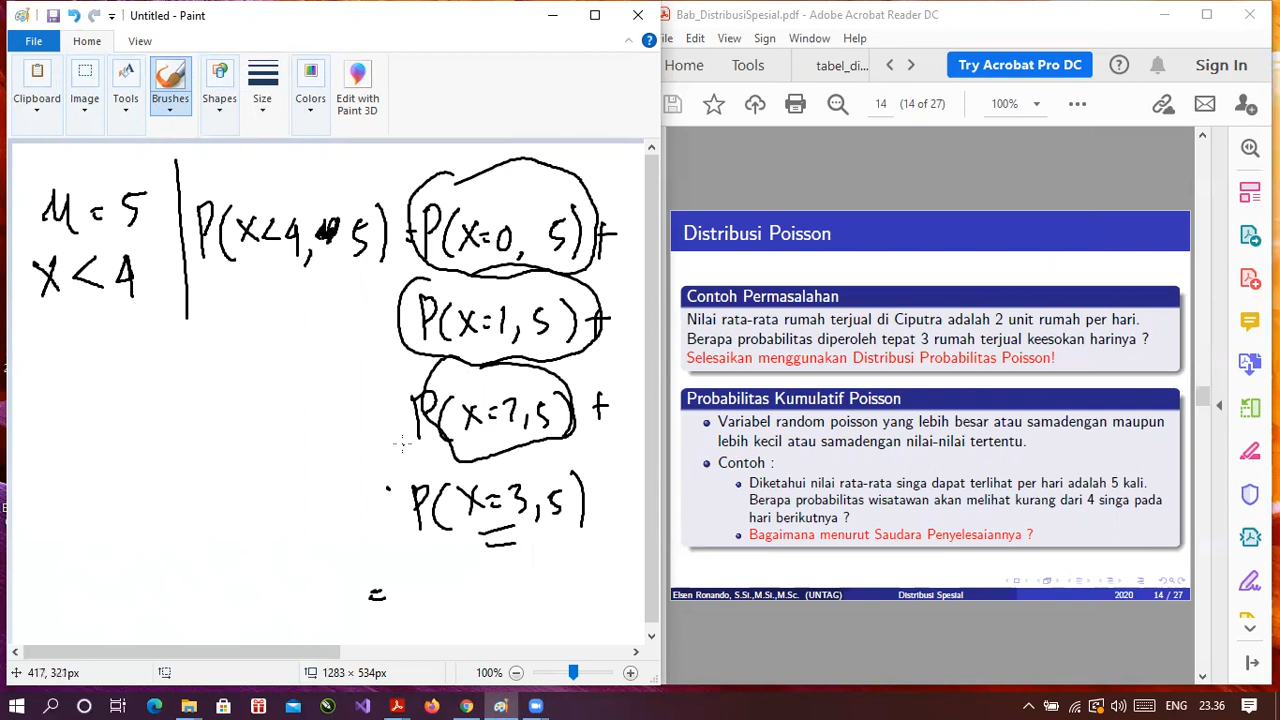 Untitled - Paint
File
Home
View
Clipboard
Image
Tools
Brushes
Shapes
Size
Colors
Edit with
Paint 3D
μ = 5
X < 4
P(X<4, 5) = P(X=0, 5) +
P(X=1, 5) +
P(X=2,5) +
P(X=3,5)
=
417, 321px
1283 × 534px
100%
Bab_DistribusiSpesial.pdf - Adobe Acrobat Reader DC
File
Edit
View
Sign
Window
Help
Home
Tools
tabel_di...
Try Acrobat Pro DC
Sign In
14
(14 of 27)
100%
Distribusi Poisson
Contoh Permasalahan
Nilai rata-rata rumah terjual di Ciputra adalah 2 unit rumah per hari.
Berapa probabilitas diperoleh tepat 3 rumah terjual keesokan harinya ?
Selesaikan menggunakan Distribusi Probabilitas Poisson!
Probabilitas Kumulatif Poisson
Variabel random poisson yang lebih besar atau samadengan maupun
lebih kecil atau samadengan nilai-nilai tertentu.
Contoh :
Diketahui nilai rata-rata singa dapat terlihat per hari adalah 5 kali.
Berapa probabilitas wisatawan akan melihat kurang dari 4 singa pada
hari berikutnya ?
Bagaimana menurut Saudara Penyelesaiannya ?
Elsen Ronando, S.Si.,M.Si.,M.Sc. (UNTAG)
Distribusi Spesial
2020
14 / 27
ENG
23.36